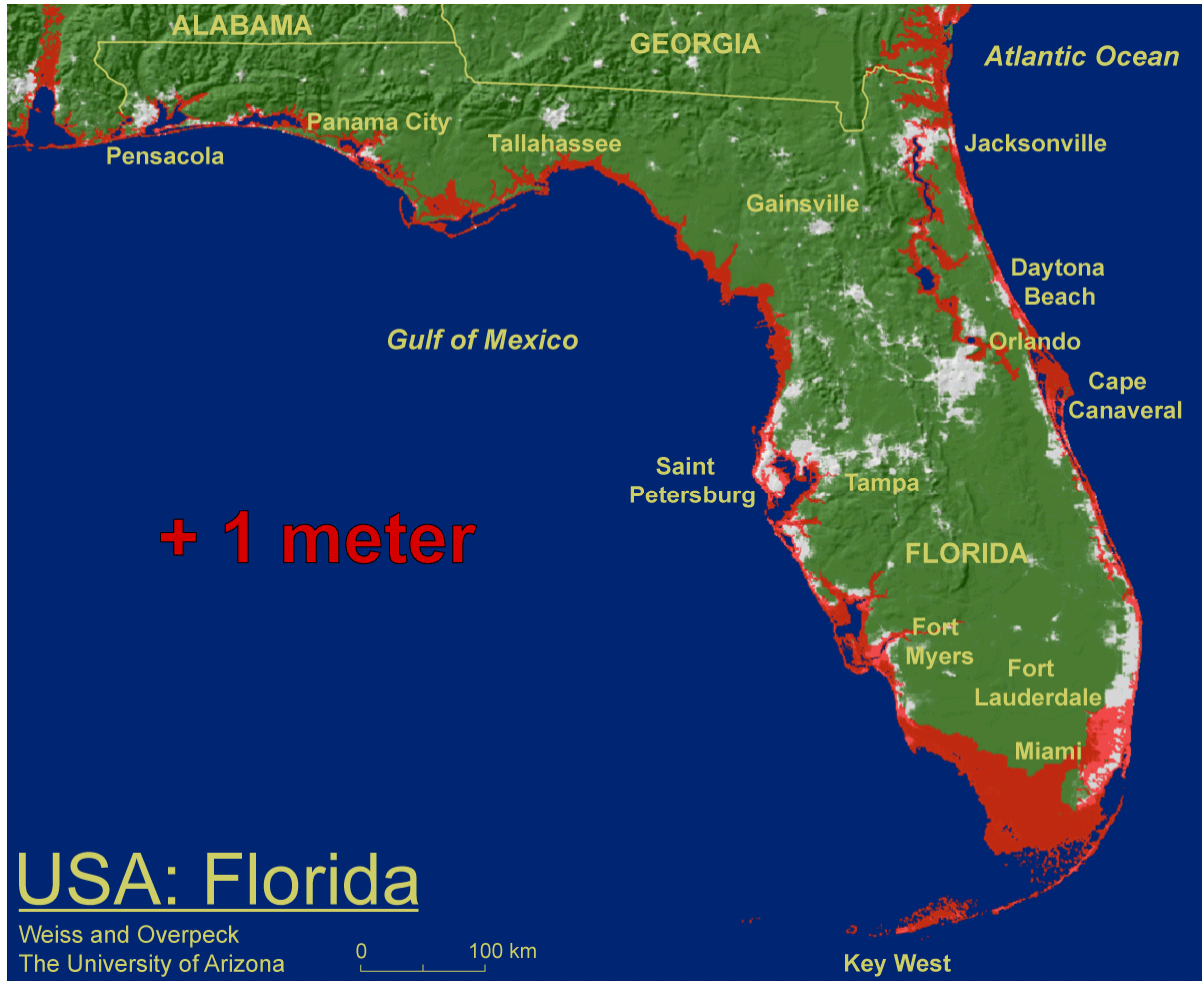 ALABAMA
GEORGIA
Atlantic Ocean
Panama City
Pensacola
Tallahassee
Jacksonville
Gainsville
Daytona
Beach
Gulf of Mexico
Orlando
Cape
Canaveral
Saint
Petersburg
Tampa
+ 1 meter
FLORIDA
Fort
Myers
Fort
Lauderdale
Miami
USA: Florida
Weiss and Overpeck
The University of Arizona
0 100 km
Key West